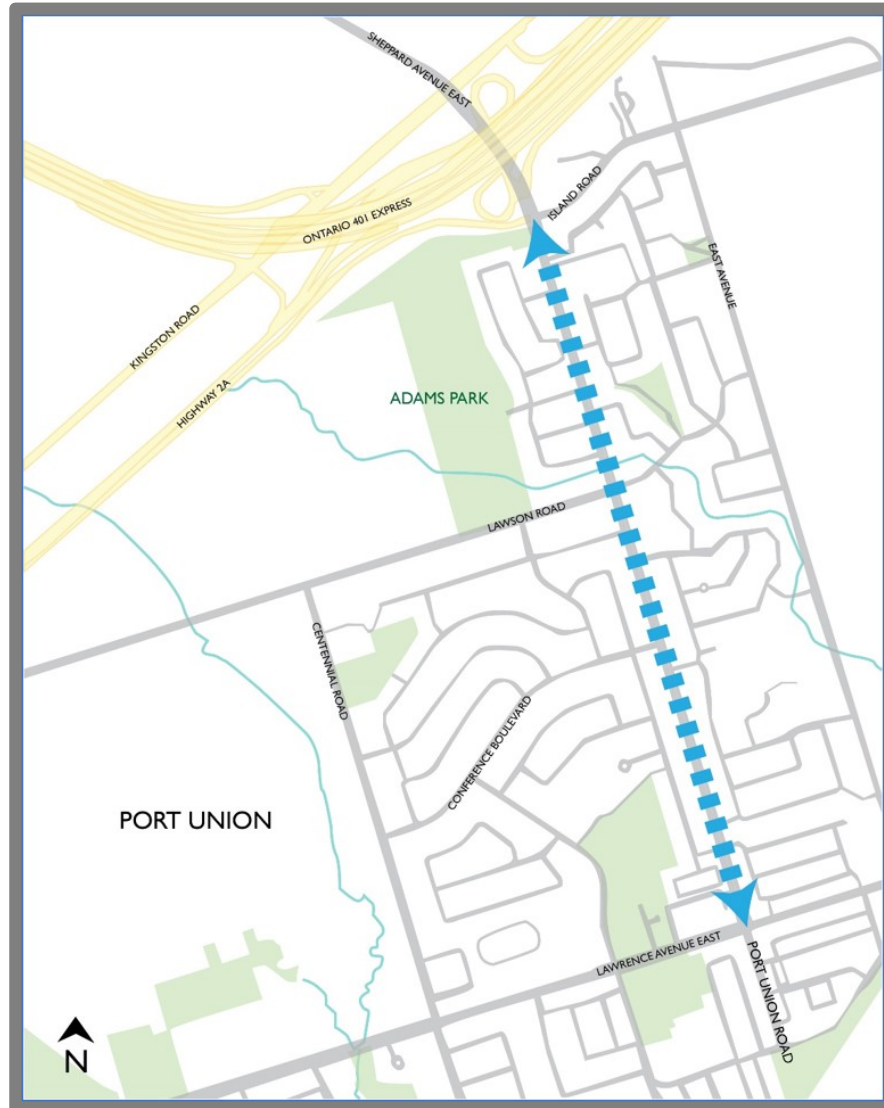 SHEPPARD AVENUE EAST
ISLAND ROAD
ONTARIO 401 EXPRESS
EAST AVENUE
KINGSTON ROAD
HIGHWAY 2A
ADAMS PARK
LAWSON ROAD
CENTENNIAL ROAD
CONFERENCE BOULEVARD
PORT UNION
LAWRENCE AVENUE EAST
PORT UNION ROAD
N